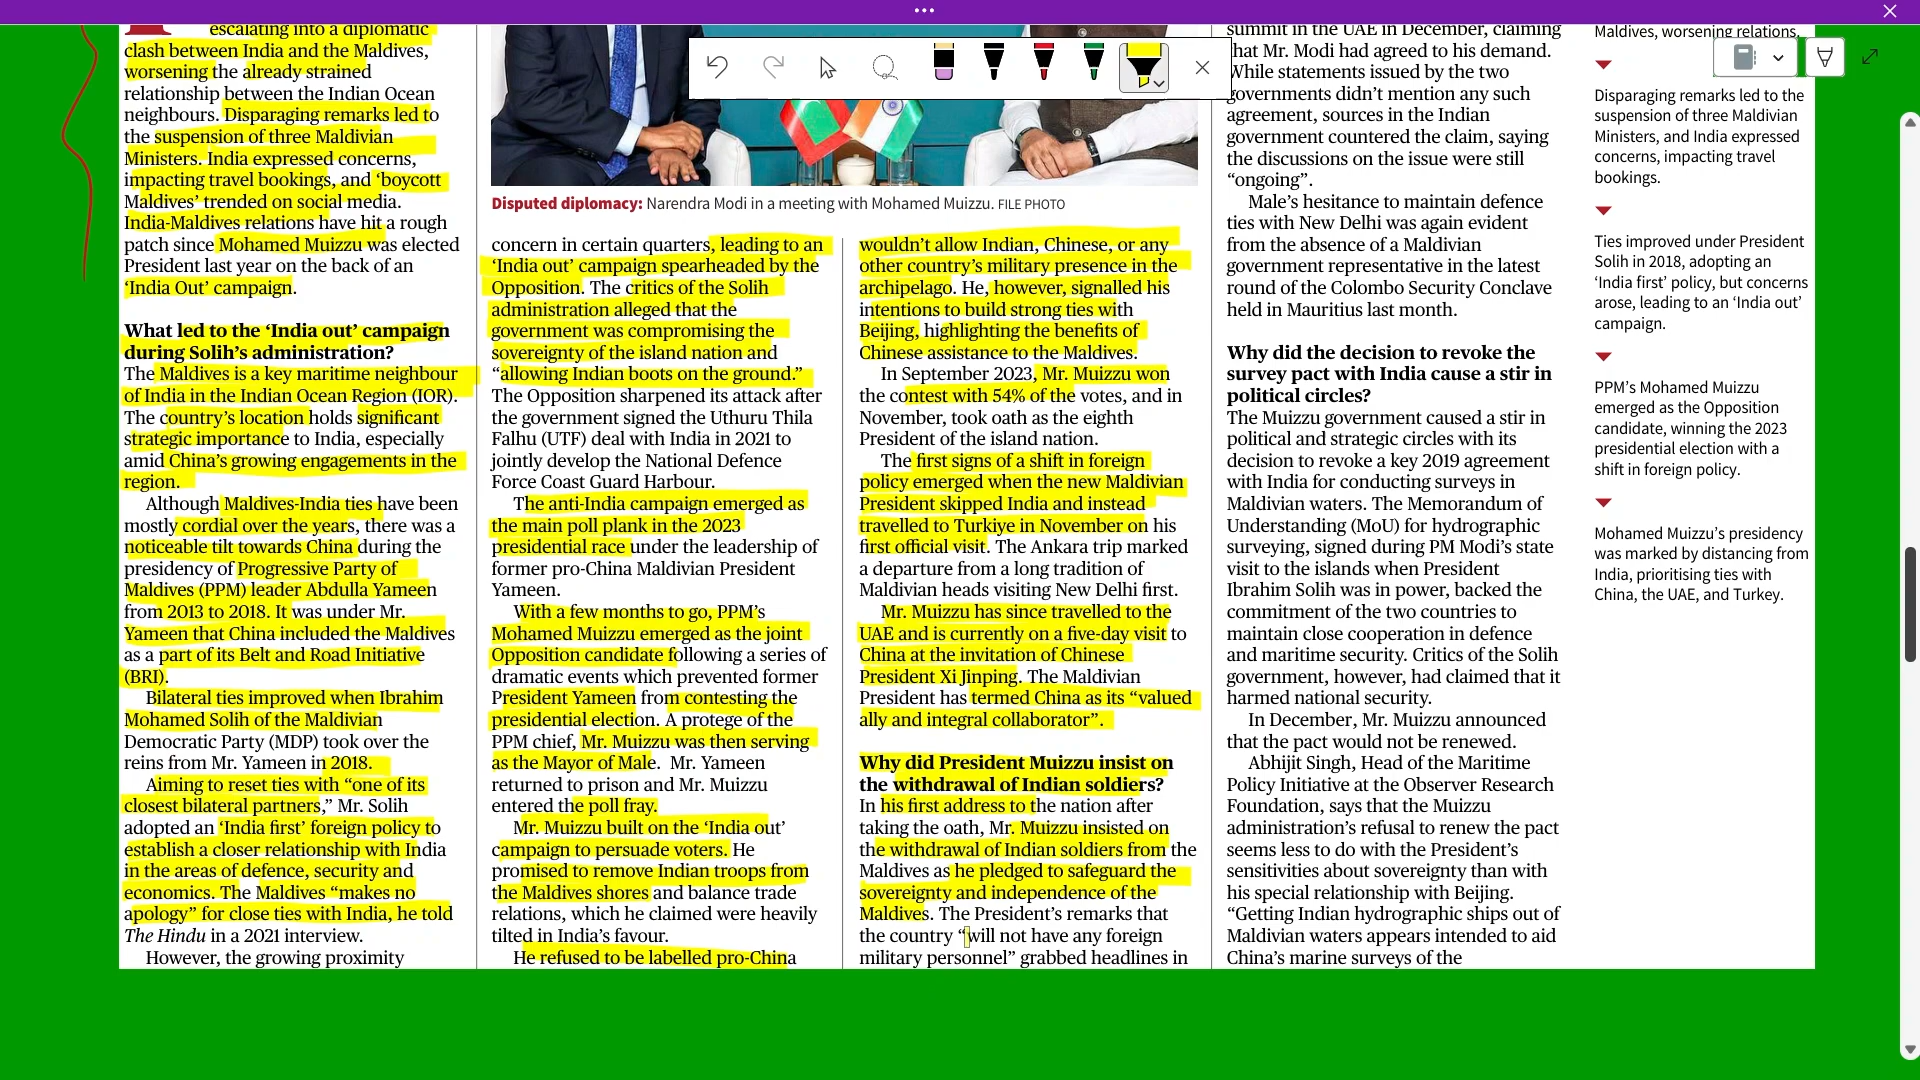 escalating into a diplomatic
clash between India and the Maldives,
worsening the already strained
relationship between the Indian Ocean
neighbours. Disparaging remarks led to
the suspension of three Maldivian
Ministers. India expressed concerns,
impacting travel bookings, and ‘boycott
Maldives’ trended on social media.
India-Maldives relations have hit a rough
patch since Mohamed Muizzu was elected
President last year on the back of an
‘India Out’ campaign.
What led to the ‘India out’ campaign
during Solih’s administration?
The Maldives is a key maritime neighbour
of India in the Indian Ocean Region (IOR).
The country’s location holds significant
strategic importance to India, especially
amid China’s growing engagements in the
region.
Although Maldives-India ties have been
mostly cordial over the years, there was a
noticeable tilt towards China during the
presidency of Progressive Party of
Maldives (PPM) leader Abdulla Yameen
from 2013 to 2018. It was under Mr.
Yameen that China included the Maldives
as a part of its Belt and Road Initiative
(BRI).
Bilateral ties improved when Ibrahim
Mohamed Solih of the Maldivian
Democratic Party (MDP) took over the
reins from Mr. Yameen in 2018.
Aiming to reset ties with “one of its
closest bilateral partners,” Mr. Solih
adopted an ‘India first’ foreign policy to
establish a closer relationship with India
in the areas of defence, security and
economics. The Maldives “makes no
apology” for close ties with India, he told
The Hindu in a 2021 interview.
However, the growing proximity
Disputed diplomacy: Narendra Modi in a meeting with Mohamed Muizzu. FILE PHOTO
concern in certain quarters, leading to an
‘India out’ campaign spearheaded by the
Opposition. The critics of the Solih
administration alleged that the
government was compromising the
sovereignty of the island nation and
“allowing Indian boots on the ground.”
The Opposition sharpened its attack after
the government signed the Uthuru Thila
Falhu (UTF) deal with India in 2021 to
jointly develop the National Defence
Force Coast Guard Harbour.
The anti-India campaign emerged as
the main poll plank in the 2023
presidential race under the leadership of
former pro-China Maldivian President
Yameen.
With a few months to go, PPM’s
Mohamed Muizzu emerged as the joint
Opposition candidate following a series of
dramatic events which prevented former
President Yameen from contesting the
presidential election. A protege of the
PPM chief, Mr. Muizzu was then serving
as the Mayor of Male. Mr. Yameen
returned to prison and Mr. Muizzu
entered the poll fray.
Mr. Muizzu built on the ‘India out’
campaign to persuade voters. He
promised to remove Indian troops from
the Maldives shores and balance trade
relations, which he claimed were heavily
tilted in India’s favour.
He refused to be labelled pro-China
wouldn’t allow Indian, Chinese, or any
other country’s military presence in the
archipelago. He, however, signalled his
intentions to build strong ties with
Beijing, highlighting the benefits of
Chinese assistance to the Maldives.
In September 2023, Mr. Muizzu won
the contest with 54% of the votes, and in
November, took oath as the eighth
President of the island nation.
The first signs of a shift in foreign
policy emerged when the new Maldivian
President skipped India and instead
travelled to Turkiye in November on his
first official visit. The Ankara trip marked
a departure from a long tradition of
Maldivian heads visiting New Delhi first.
Mr. Muizzu has since travelled to the
UAE and is currently on a five-day visit to
China at the invitation of Chinese
President Xi Jinping. The Maldivian
President has termed China as its “valued
ally and integral collaborator”.
Why did President Muizzu insist on
the withdrawal of Indian soldiers?
In his first address to the nation after
taking the oath, Mr. Muizzu insisted on
the withdrawal of Indian soldiers from the
Maldives as he pledged to safeguard the
sovereignty and independence of the
Maldives. The President’s remarks that
the country “will not have any foreign
military personnel” grabbed headlines in
summit in the UAE in December, claiming
that Mr. Modi had agreed to his demand.
While statements issued by the two
governments didn’t mention any such
agreement, sources in the Indian
government countered the claim, saying
the discussions on the issue were still
“ongoing”.
Male’s hesitance to maintain defence
ties with New Delhi was again evident
from the absence of a Maldivian
government representative in the latest
round of the Colombo Security Conclave
held in Mauritius last month.
Why did the decision to revoke the
survey pact with India cause a stir in
political circles?
The Muizzu government caused a stir in
political and strategic circles with its
decision to revoke a key 2019 agreement
with India for conducting surveys in
Maldivian waters. The Memorandum of
Understanding (MoU) for hydrographic
surveying, signed during PM Modi’s state
visit to the islands when President
Ibrahim Solih was in power, backed the
commitment of the two countries to
maintain close cooperation in defence
and maritime security. Critics of the Solih
government, however, had claimed that it
harmed national security.
In December, Mr. Muizzu announced
that the pact would not be renewed.
Abhijit Singh, Head of the Maritime
Policy Initiative at the Observer Research
Foundation, says that the Muizzu
administration’s refusal to renew the pact
seems less to do with the President’s
sensitivities about sovereignty than with
his special relationship with Beijing.
“Getting Indian hydrographic ships out of
Maldivian waters appears intended to aid
China’s marine surveys of the
Maldives, worsening relations.
Disparaging remarks led to the
suspension of three Maldivian
Ministers, and India expressed
concerns, impacting travel
bookings.
Ties improved under President
Solih in 2018, adopting an
‘India first’ policy, but concerns
arose, leading to an ‘India out’
campaign.
PPM’s Mohamed Muizzu
emerged as the Opposition
candidate, winning the 2023
presidential election with a
shift in foreign policy.
Mohamed Muizzu’s presidency
was marked by distancing from
India, prioritising ties with
China, the UAE, and Turkey.